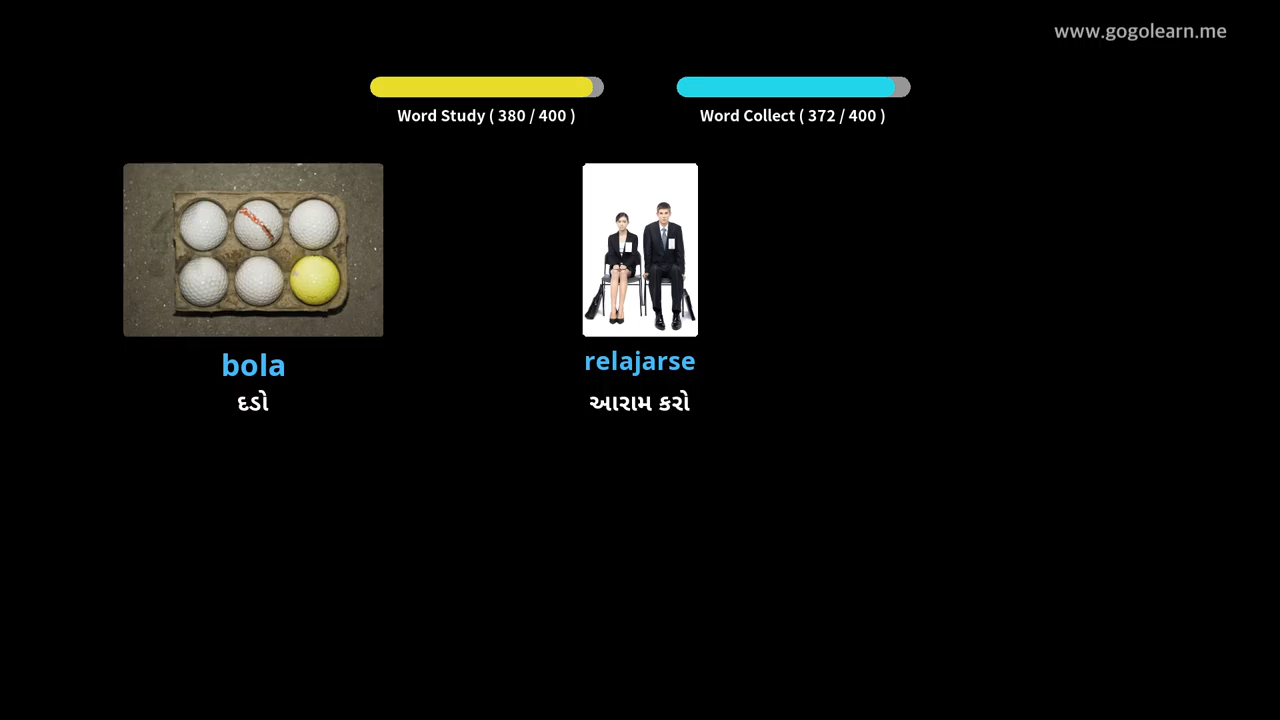 www.gogolearn.me
Word Study ( 380 / 400 )
Word Collect ( 372 / 400 )
bola
દડો
relajarse
આરામ કરો